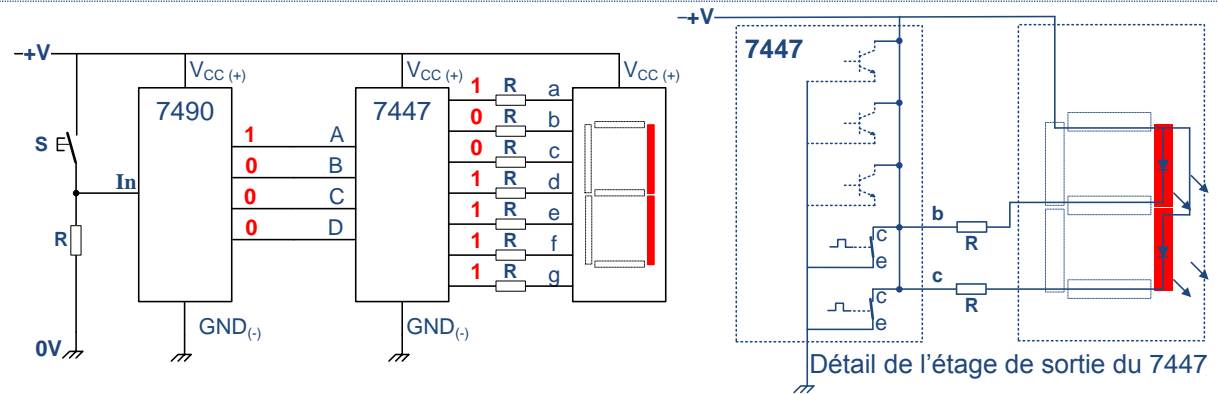 +V
VCC (+)
VCC (+)
VCC (+)
7490
7447
1 R a
0 R b
0 R c
1 R d
1 R e
1 R f
1 R g
1 A
0 B
0 C
0 D
S
In
R
GND(-)
GND(-)
0V
+V
7447
b
R
c
e
c
R
c
e
Détail de l’étage de sortie du 7447